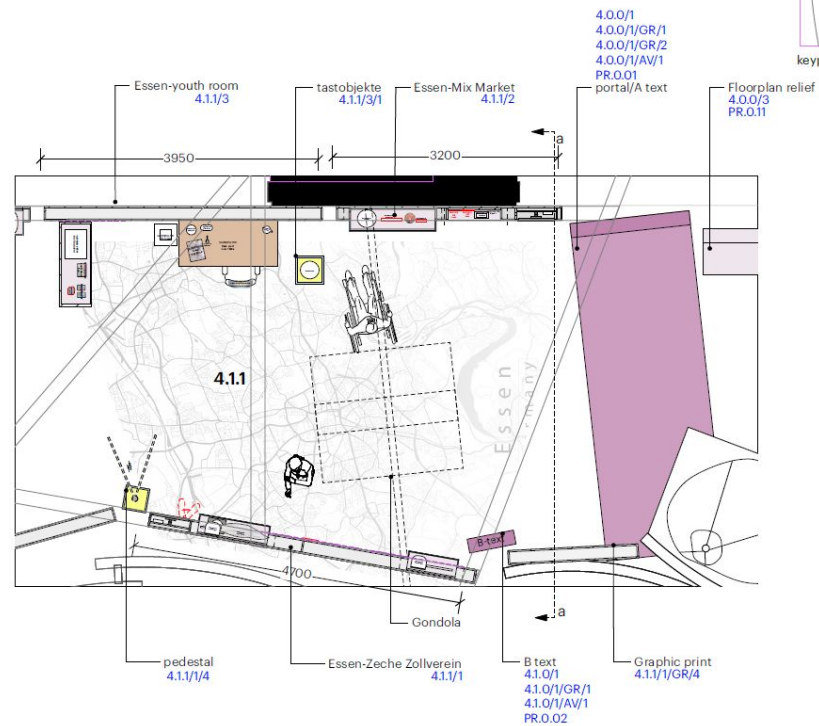 4.0.0/1
4.0.0/1/GR/1
4.0.0/1/GR/2
4.0.0/1/AV/1
PR.0.01
portal/A text
Essen-youth room
4.1.1/3
tastobjekte
4.1.1/3/1
Essen-Mix Market
4.1.1/2
Floorplan relief
4.0.0/3
PR.0.11
a
3950
3200
4.1.1
Essen
B-text
4700
a
Gondola
pedestal
4.1.1/1/4
Essen-Zeche Zollverein
4.1.1/1
B text
4.1.0/1
4.1.0/1/GR/1
4.1.0/1/AV/1
PR.0.02
Graphic print
4.1.1/1/GR/4